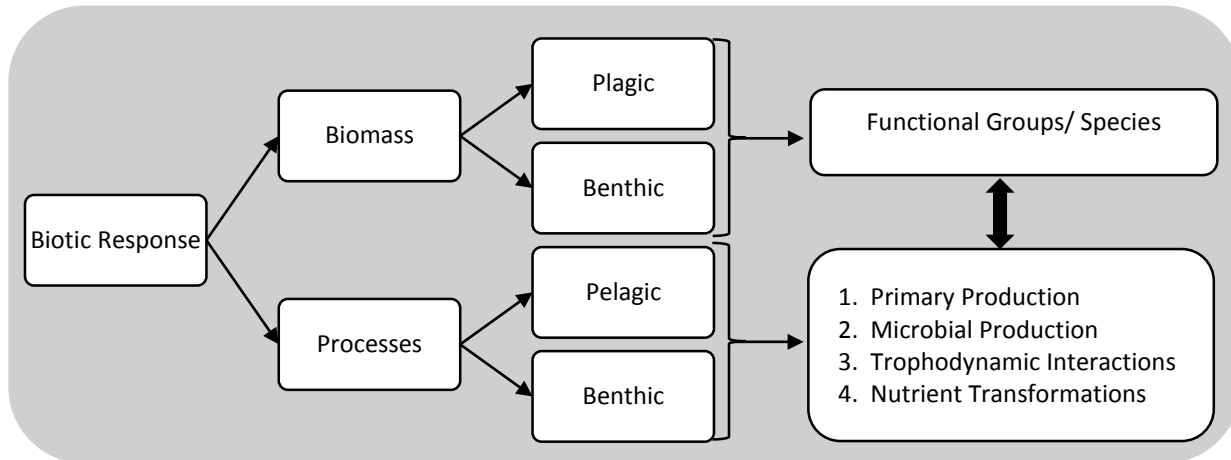 Biotic Response
Biomass
Processes
Plagic
Benthic
Pelagic
Benthic
Functional Groups/ Species
1. Primary Production
2. Microbial Production
3. Trophodynamic Interactions
4. Nutrient Transformations